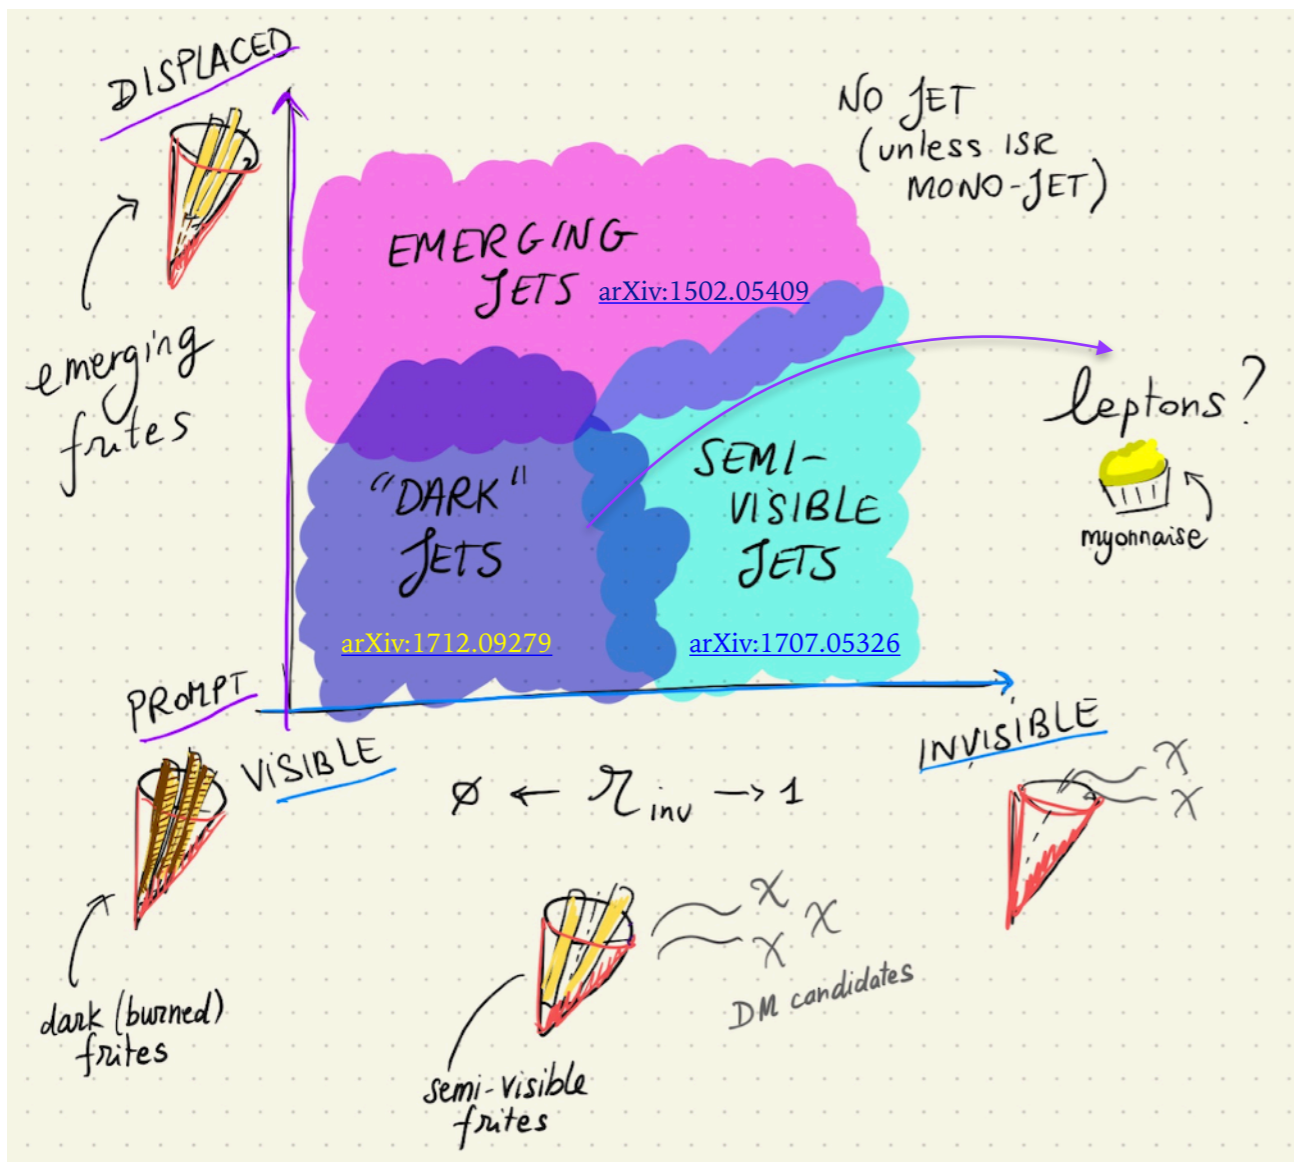 DISPLACED
NO JET
(unless ISR
MONO-JET)
EMERGING
JETS arXiv:1502.05409
emerging
frites
leptons?
myonnaise
"DARK"
JETS
arXiv:1712.09279
SEMI-
VISIBLE
JETS
arXiv:1707.05326
PROMPT
VISIBLE
INVISIBLE
∅ ← r inv → 1
χ
χ
dark (burned)
frites
semi-visible
frites
χ
χ
χ
DM candidates